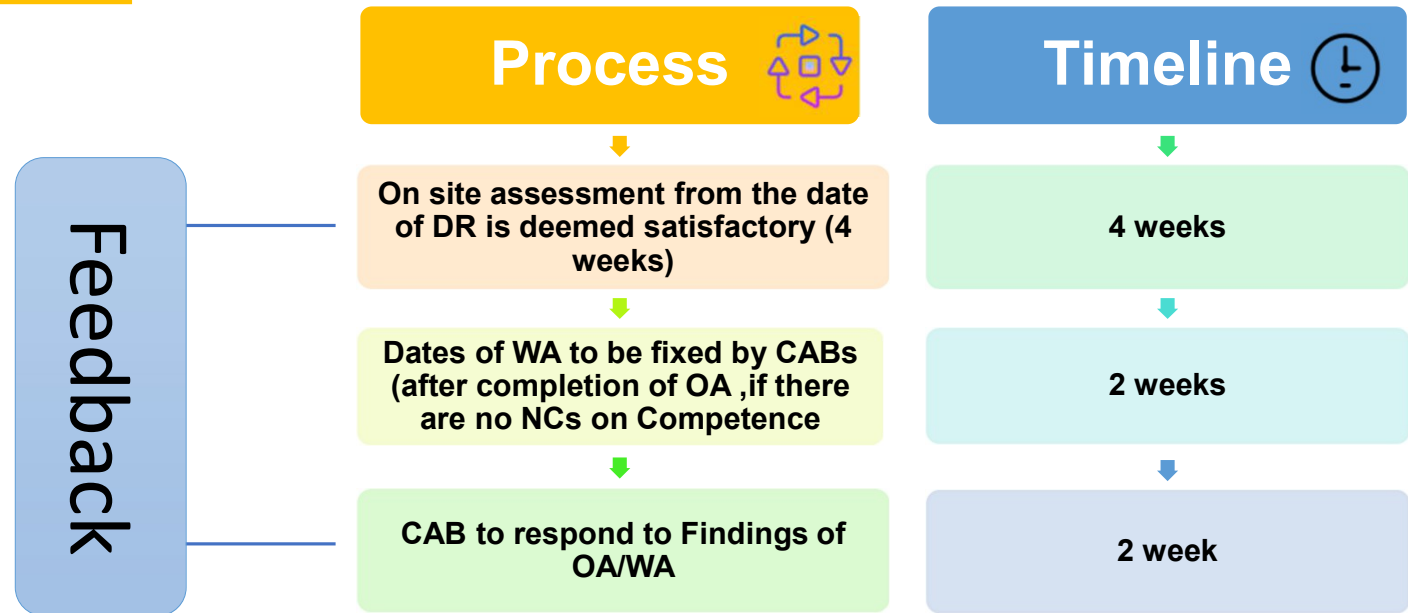 Process
Timeline
Feedback
On site assessment from the date
of DR is deemed satisfactory (4
weeks)
4 weeks
Dates of WA to be fixed by CABs
(after completion of OA ,if there
are no NCs on Competence
2 weeks
CAB to respond to Findings of
OA/WA
2 week